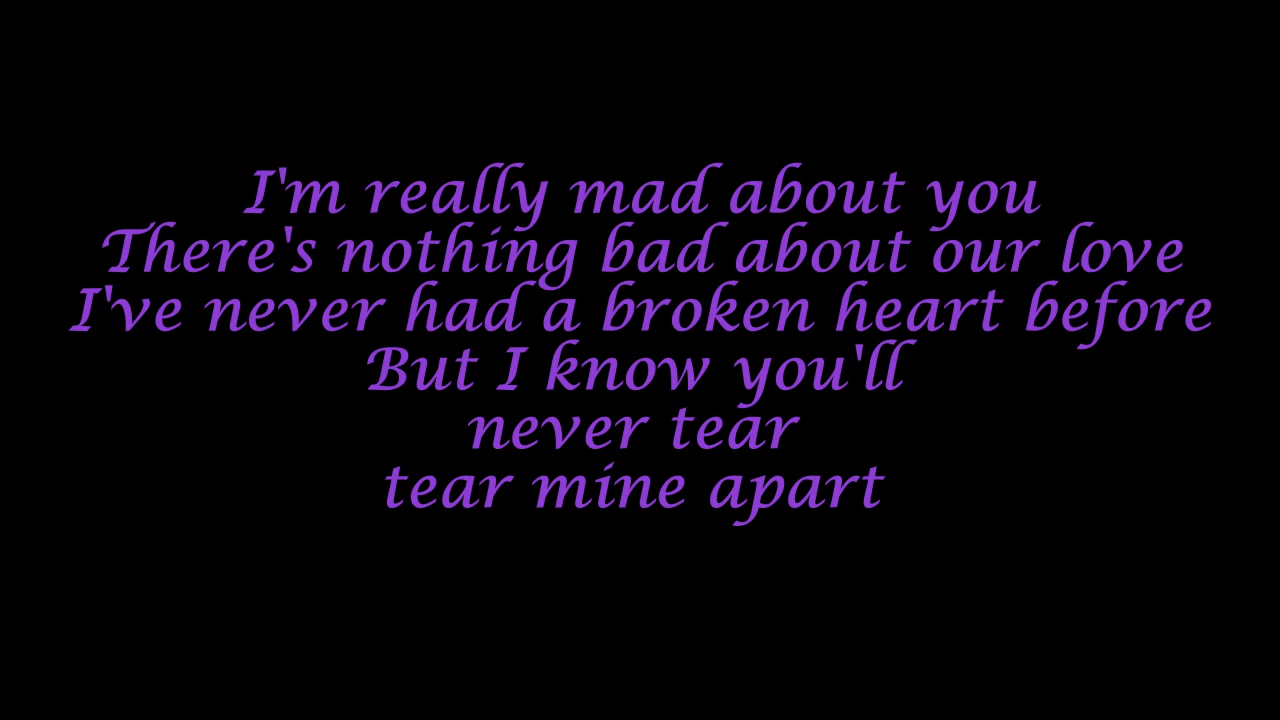 I'm really mad about you
There's nothing bad about our love
I've never had a broken heart before
But I know you'll
never tear
tear mine apart